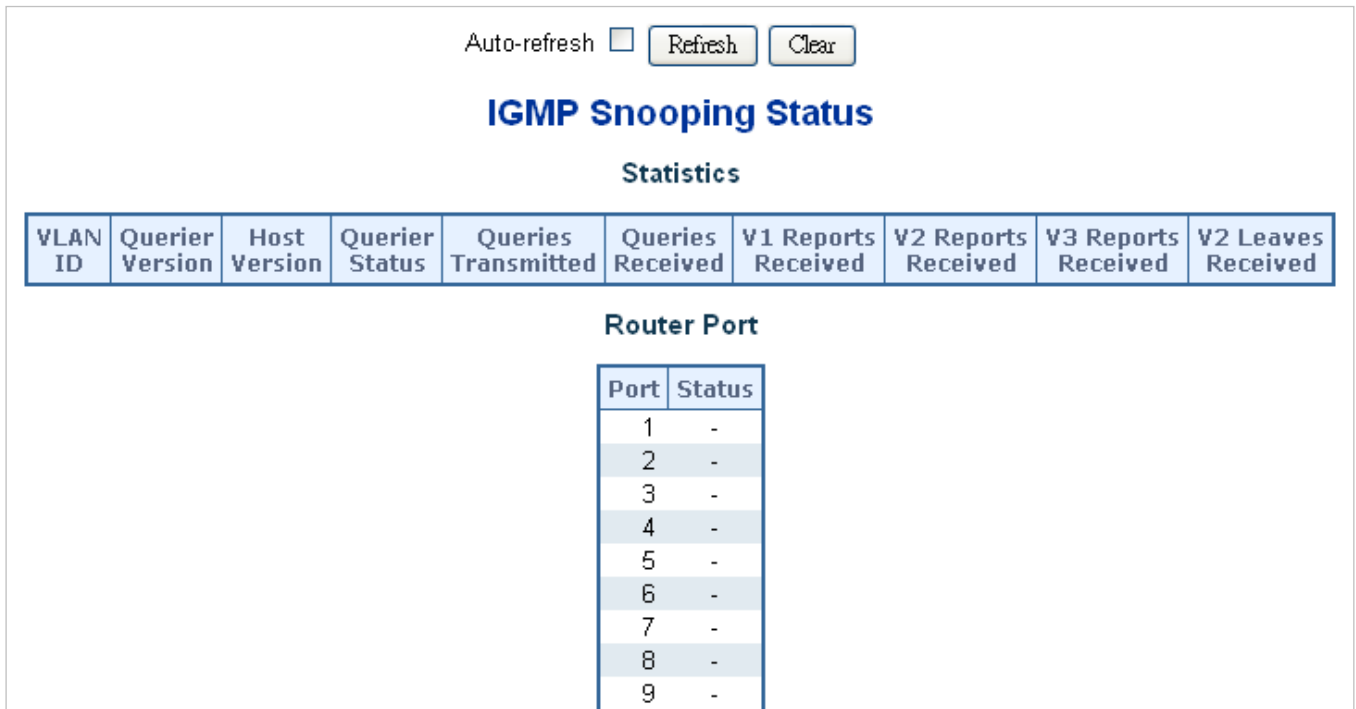 Auto-refresh Refresh Clear
IGMP Snooping Status
Statistics
VLAN ID Querier Version Host Version Querier Status Queries Transmitted Queries Received V1 Reports Received V2 Reports Received V3 Reports Received V2 Leaves Received
Router Port
Port Status
1 -
2 -
3 -
4 -
5 -
6 -
7 -
8 -
9 -